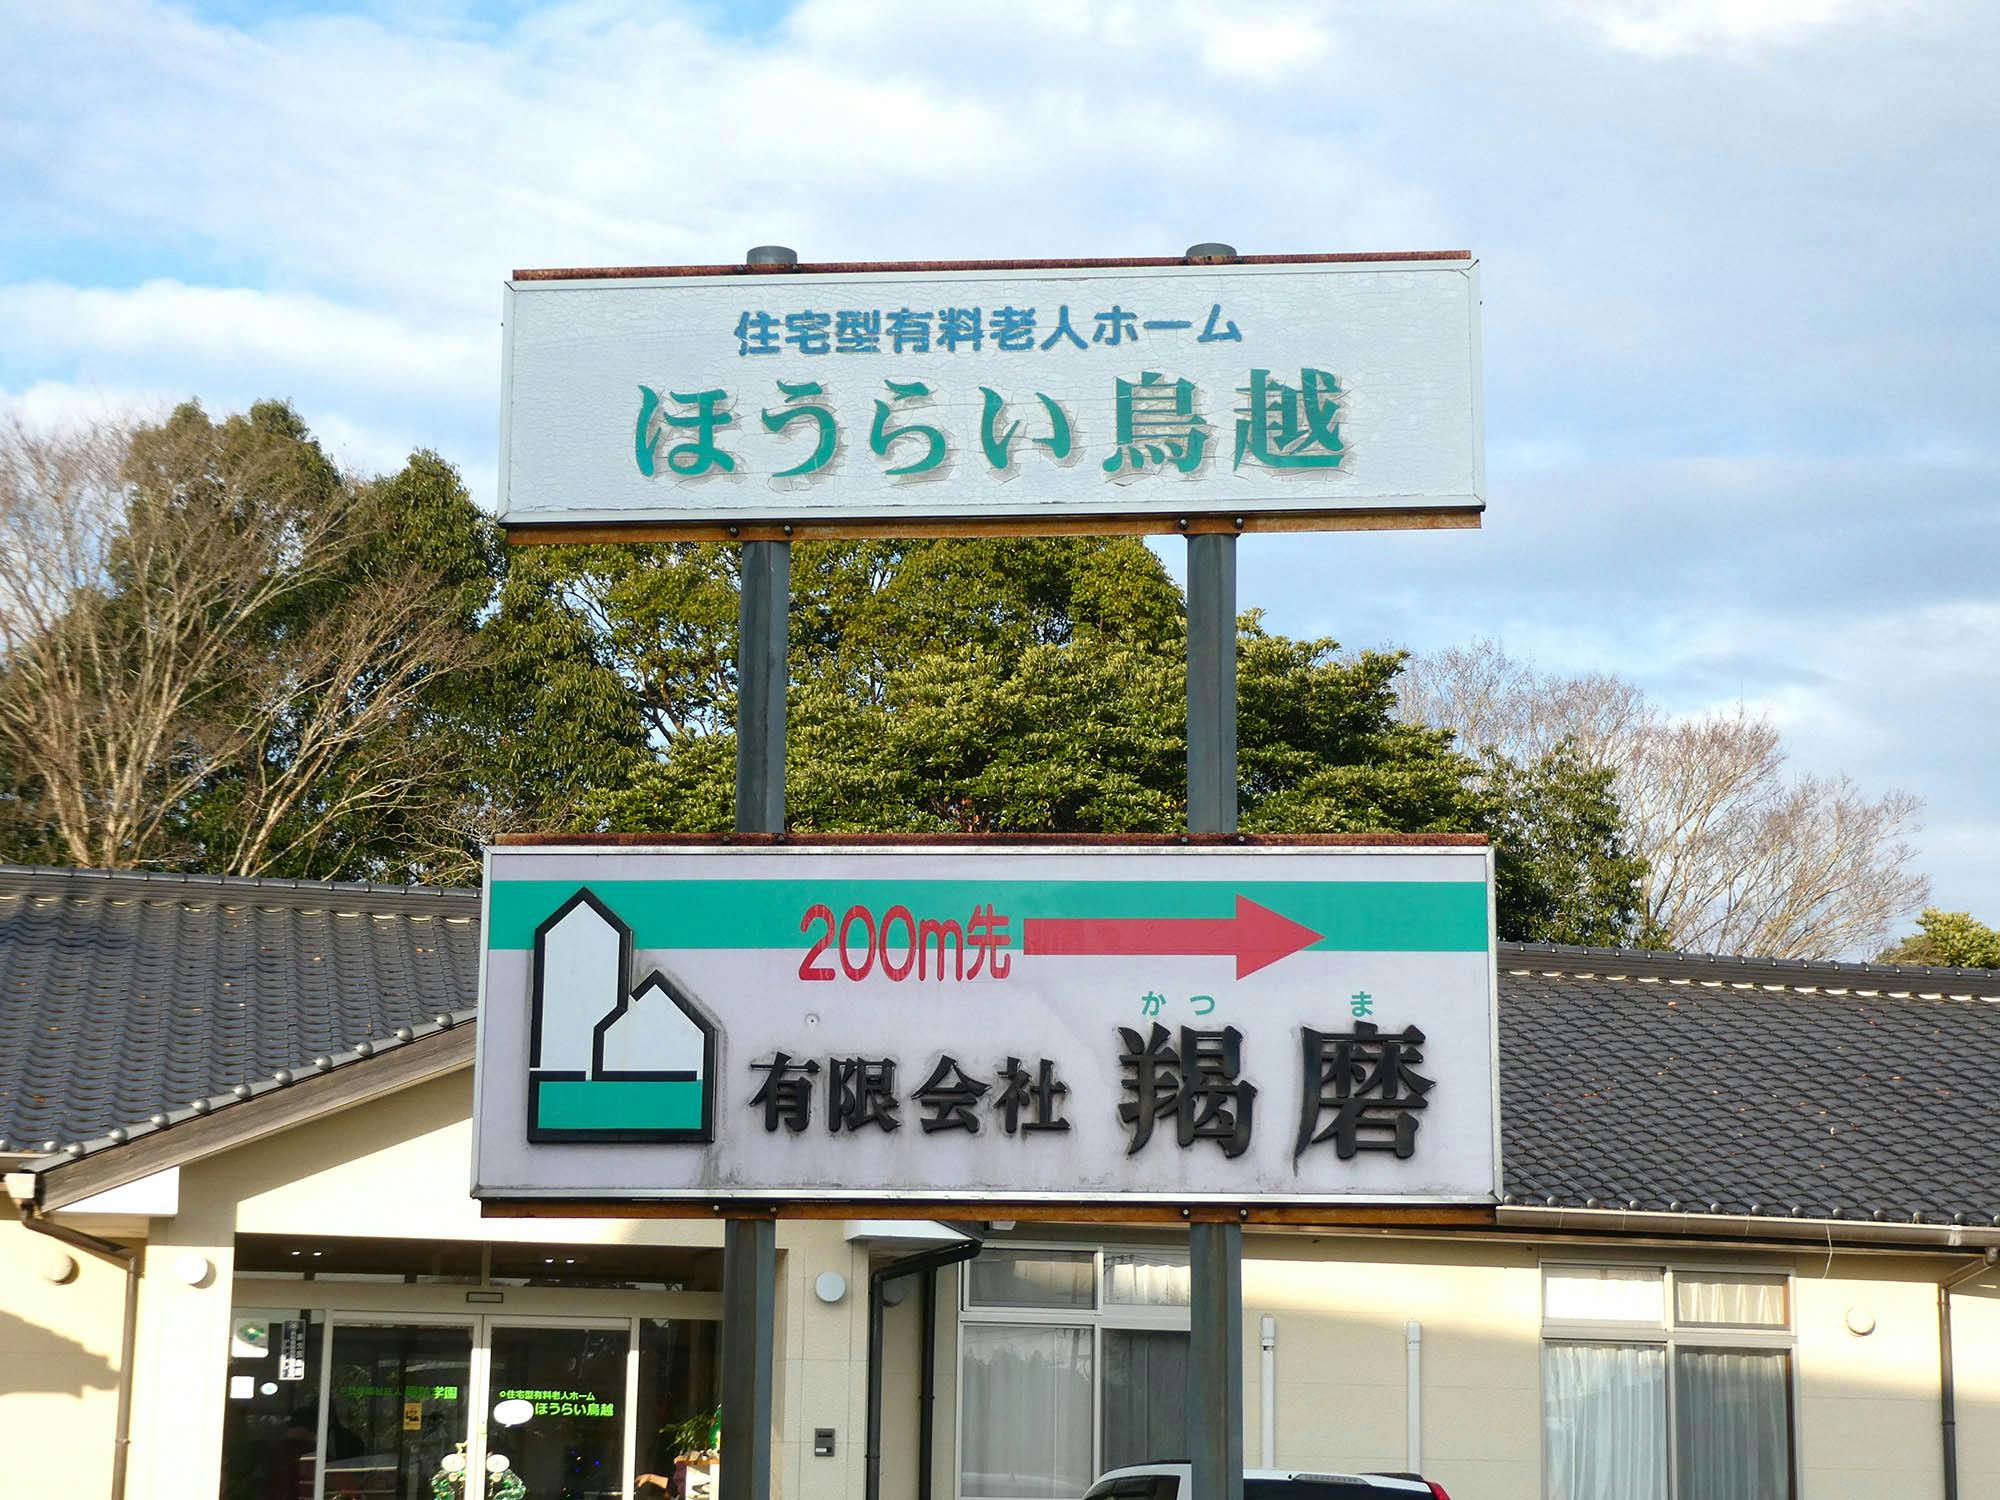 住宅型有料老人ホーム
ほうらい鳥越
200m先
かつま
有限会社 羯磨
学園
住宅型有料老人ホーム
ほうらい鳥越